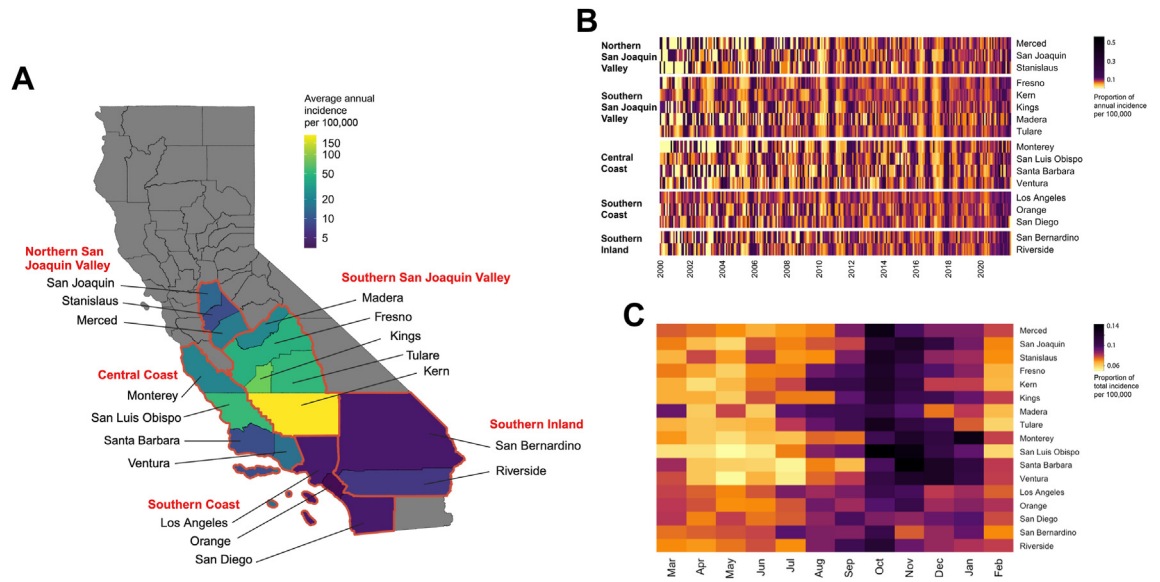 A
Average annual
incidence
per 100,000
150
100
50
20
10
5
Northern San
Joaquin Valley
San Joaquin
Stanislaus
Merced
Southern San Joaquin Valley
Madera
Fresno
Kings
Tulare
Kern
Central Coast
Monterey
San Luis Obispo
Santa Barbara
Ventura
Southern Inland
San Bernardino
Riverside
Southern Coast
Los Angeles
Orange
San Diego
B
Northern
San Joaquin
Valley
Merced
San Joaquin
Stanislaus
Southern
San Joaquin
Valley
Fresno
Kern
Kings
Madera
Tulare
Central
Coast
Monterey
San Luis Obispo
Santa Barbara
Ventura
Southern
Coast
Los Angeles
Orange
San Diego
Southern
Inland
San Bernardino
Riverside
2000
2002
2004
2006
2008
2010
2012
2014
2016
2018
2020
0.5
0.3
0.1
Proportion of
annual incidence
per 100,000
C
Merced
San Joaquin
Stanislaus
Fresno
Kern
Kings
Madera
Tulare
Monterey
San Luis Obispo
Santa Barbara
Ventura
Los Angeles
Orange
San Diego
San Bernardino
Riverside
Mar
Apr
May
Jun
Jul
Aug
Sep
Oct
Nov
Dec
Jan
Feb
0.14
0.1
0.06
Proportion of
total incidence
per 100,000